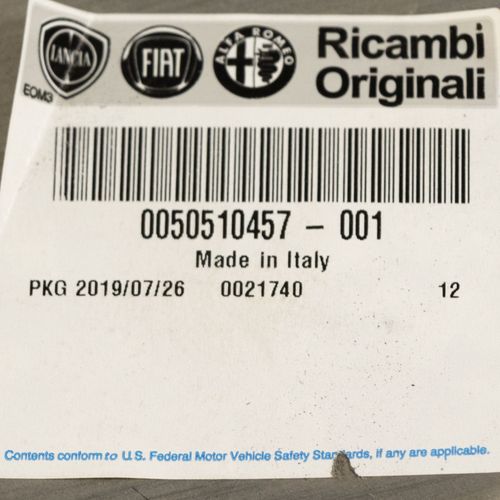 LANCIA FIAT ALFA ROMEO Ricambi
Originali
EOM3
0050510457 - 001
Made in Italy
PKG 2019/07/26 0021740 12
Contents conform to U.S. Federal Motor Vehicle Safety Standards, if any are applicable.